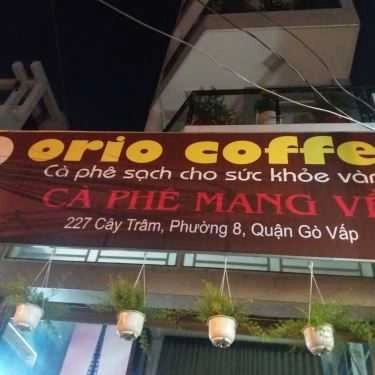 orio coffe
Cà phê sạch cho sức khỏe vàn
CÀ PHÊ MANG VỀ
227 Cây Trâm, Phường 8, Quận Gò Vấp